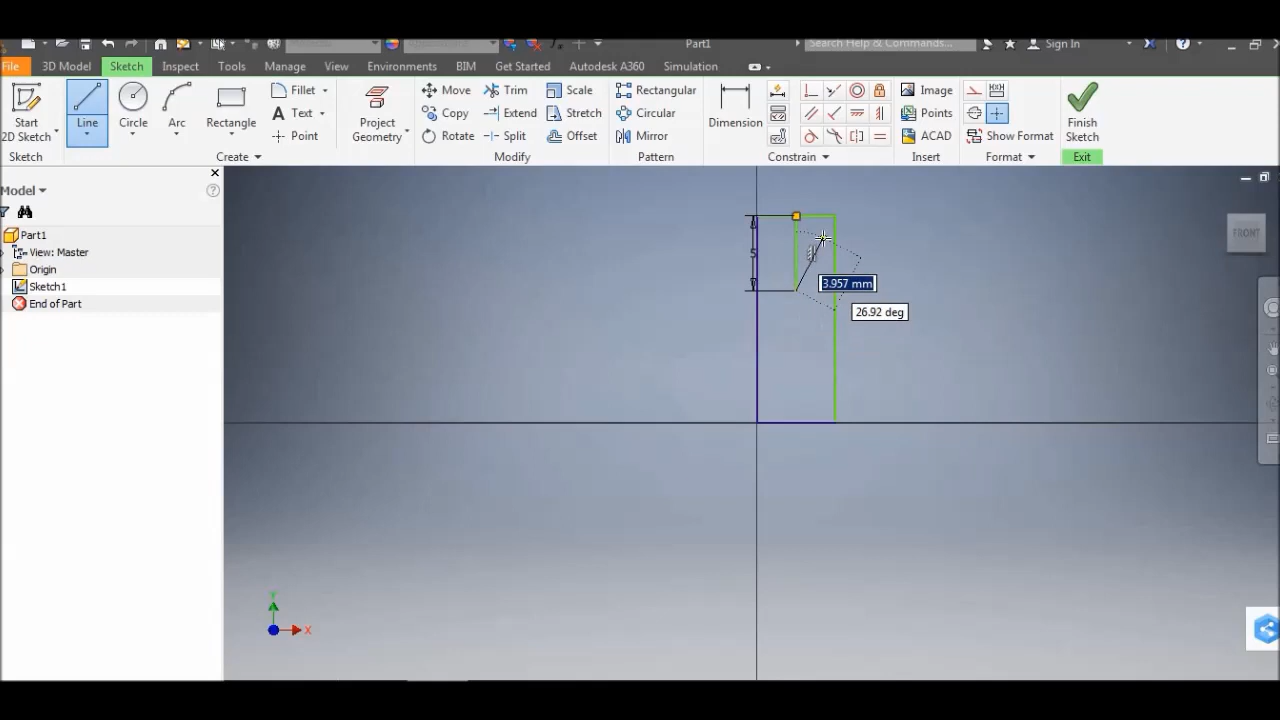 Part1
Search Help & Commands...
Sign In
File
3D Model
Sketch
Inspect
Tools
Manage
View
Environments
BIM
Get Started
Autodesk A360
Simulation
Start
2D Sketch
Line
Circle
Arc
Rectangle
Fillet
Text
Point
Project
Geometry
Move
Copy
Rotate
Trim
Extend
Split
Scale
Stretch
Offset
Rectangular
Circular
Mirror
Dimension
Image
Points
ACAD
Show Format
Finish
Sketch
Sketch
Create
Modify
Pattern
Constrain
Insert
Format
Exit
Model
Part1
View: Master
Origin
Sketch1
End of Part
FRONT
5
3.957 mm
26.92 deg
Y
X